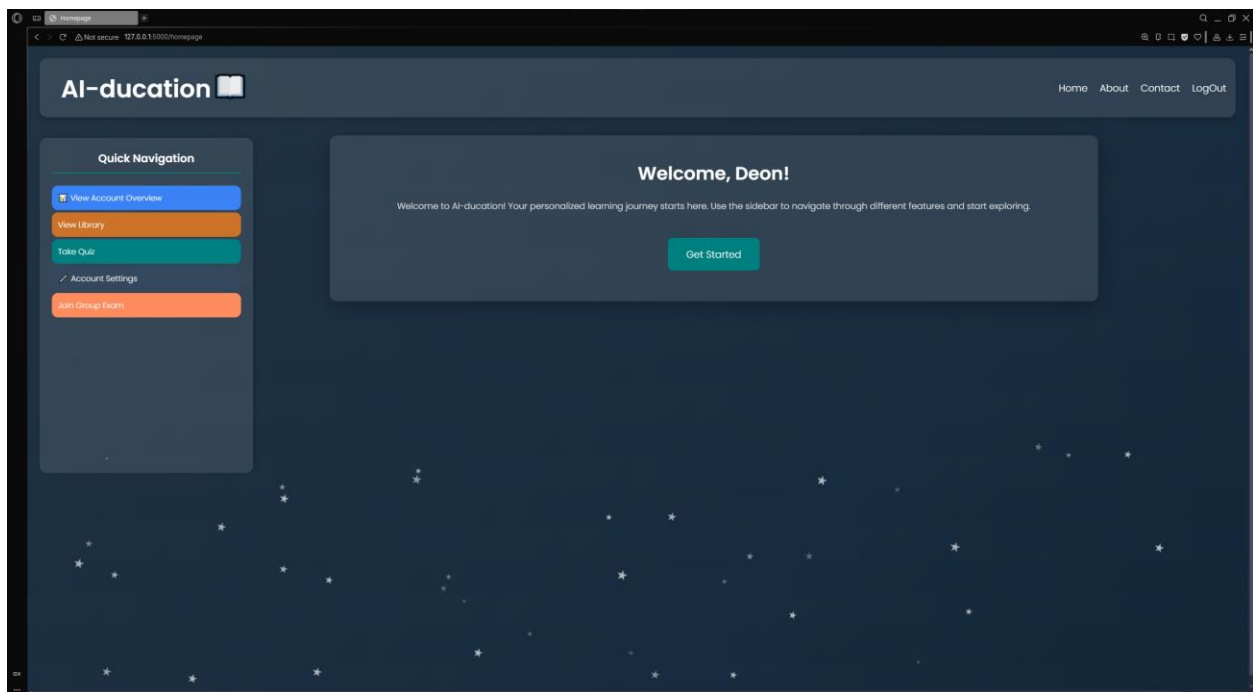 Homepage
Not secure 127.0.0.1:5000/homepage
AI-ducation
Home About Contact LogOut
Quick Navigation
View Account Overview
View Library
Take Quiz
Account Settings
Join Group Exam
Welcome, Deon!
Welcome to AI-ducation! Your personalized learning journey starts here. Use the sidebar to navigate through different features and start exploring.
Get Started